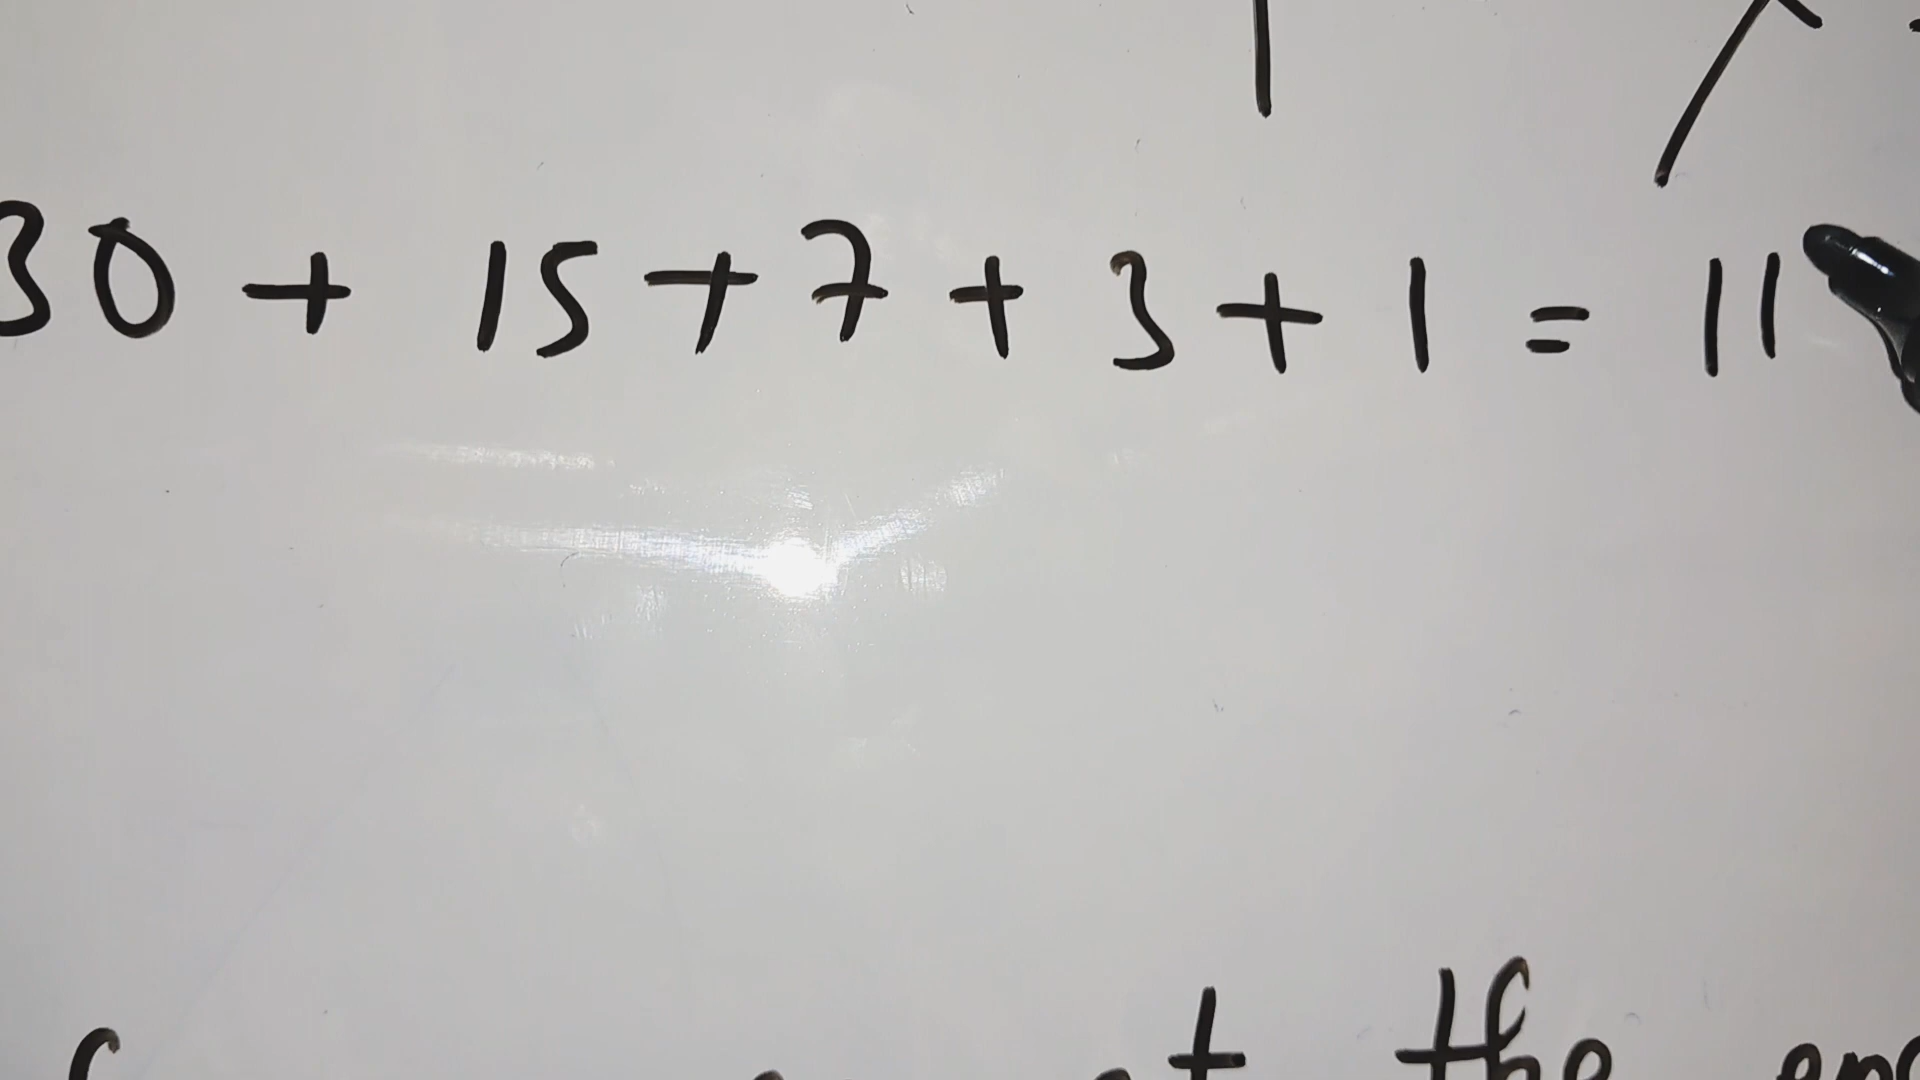 30 + 15 + 7 + 3 + 1 = 11
t the